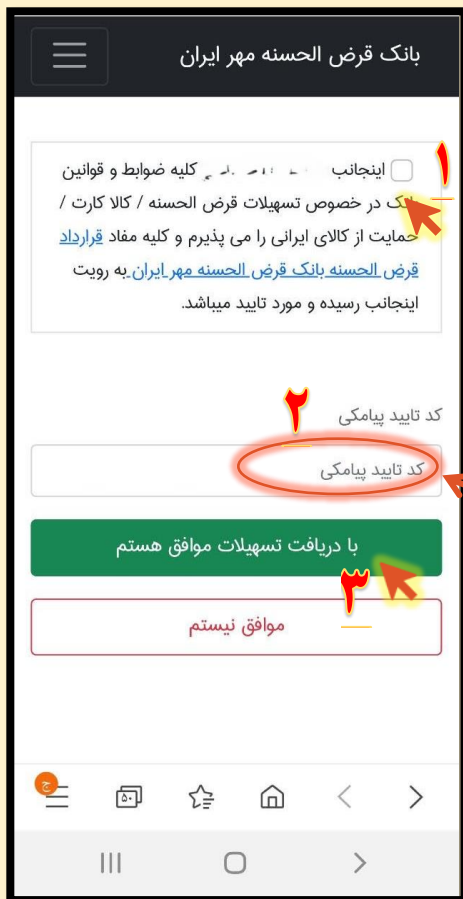 بانک قرض الحسنه مهر ایران
۱
اینجانب کلیه ضوابط و قوانین
بانک در خصوص تسهیلات قرض الحسنه / کالا کارت /
حمایت از کالای ایرانی را می پذیرم و کلیه مفاد قرارداد
قرض الحسنه بانک قرض الحسنه مهر ایران به رویت
اینجانب رسیده و مورد تایید میباشد.
۲
کد تایید پیامکی
کد تایید پیامکی
با دریافت تسهیلات موافق هستم
۳
موافق نیستم
ج
۵۰